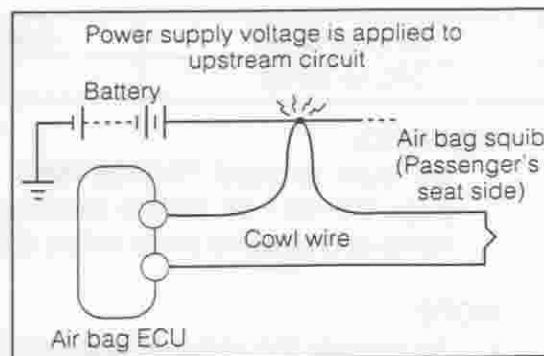 Power supply voltage is applied to
upstream circuit
Battery
Air bag squib
(Passenger's
seat side)
Cowl wire
Air bag ECU